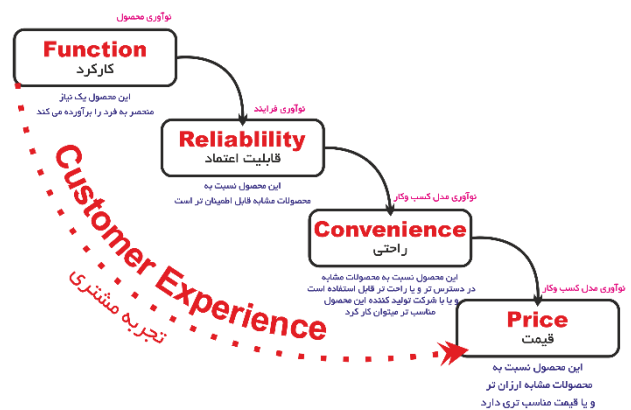 نوآوری محصول
Function
کارکرد
این محصول یک نیاز
منحصر به فرد را برآورده می کند
نوآوری فرایند
Reliablility
قابلیت اعتماد
این محصول نسبت به
محصولات مشابه قابل اطمینان تر است
نوآوری مدل کسب وکار
Convenience
راحتی
این محصول نسبت به محصولات مشابه
در دسترس تر و یا راحت تر قابل استفاده است
و یا با شرکت تولید کننده این محصول
مناسب تر میتوان کار کرد
نوآوری مدل کسب وکار
Price
قیمت
این محصول نسبت به
محصولات مشابه ارزان تر
و یا قیمت مناسب تری دارد
Customer Experience
تجربه مشتری